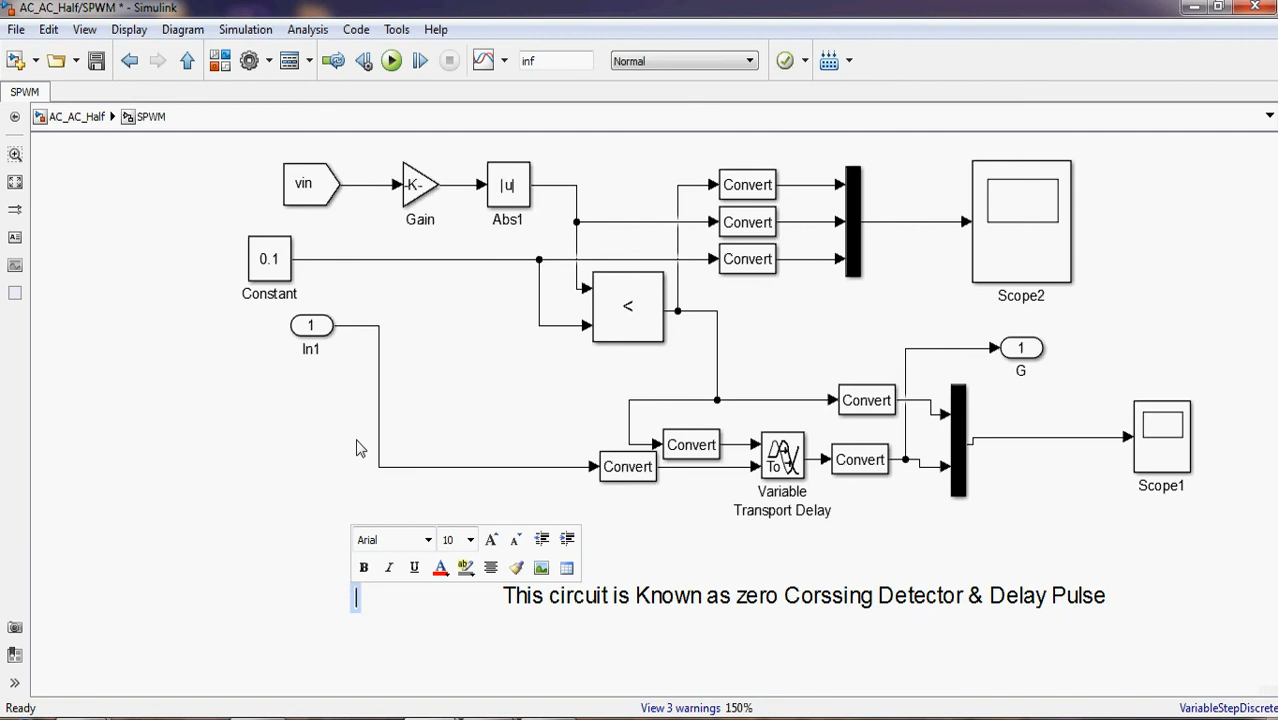 AC_AC_Half/SPWM * - Simulink
File Edit View Display Diagram Simulation Analysis Code Tools Help
inf Normal
SPWM
AC_AC_Half SPWM
vin
-K-
|u|
Gain
Abs1
Convert
Convert
Convert
Scope2
0.1
Constant
<
1
In1
1
G
Convert
Convert
Convert
To
Convert
Variable
Transport Delay
Scope1
Arial 10
B I U A ab
This circuit is Known as zero Corssing Detector & Delay Pulse
Ready View 3 warnings 150% VariableStepDiscrete